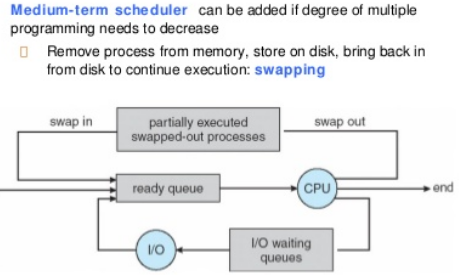 Medium-term scheduler can be added if degree of multiple
programming needs to decrease
Remove process from memory, store on disk, bring back in
from disk to continue execution: swapping
swap in
partially executed
swapped-out processes
swap out
ready queue
CPU
end
I/O
I/O waiting
queues